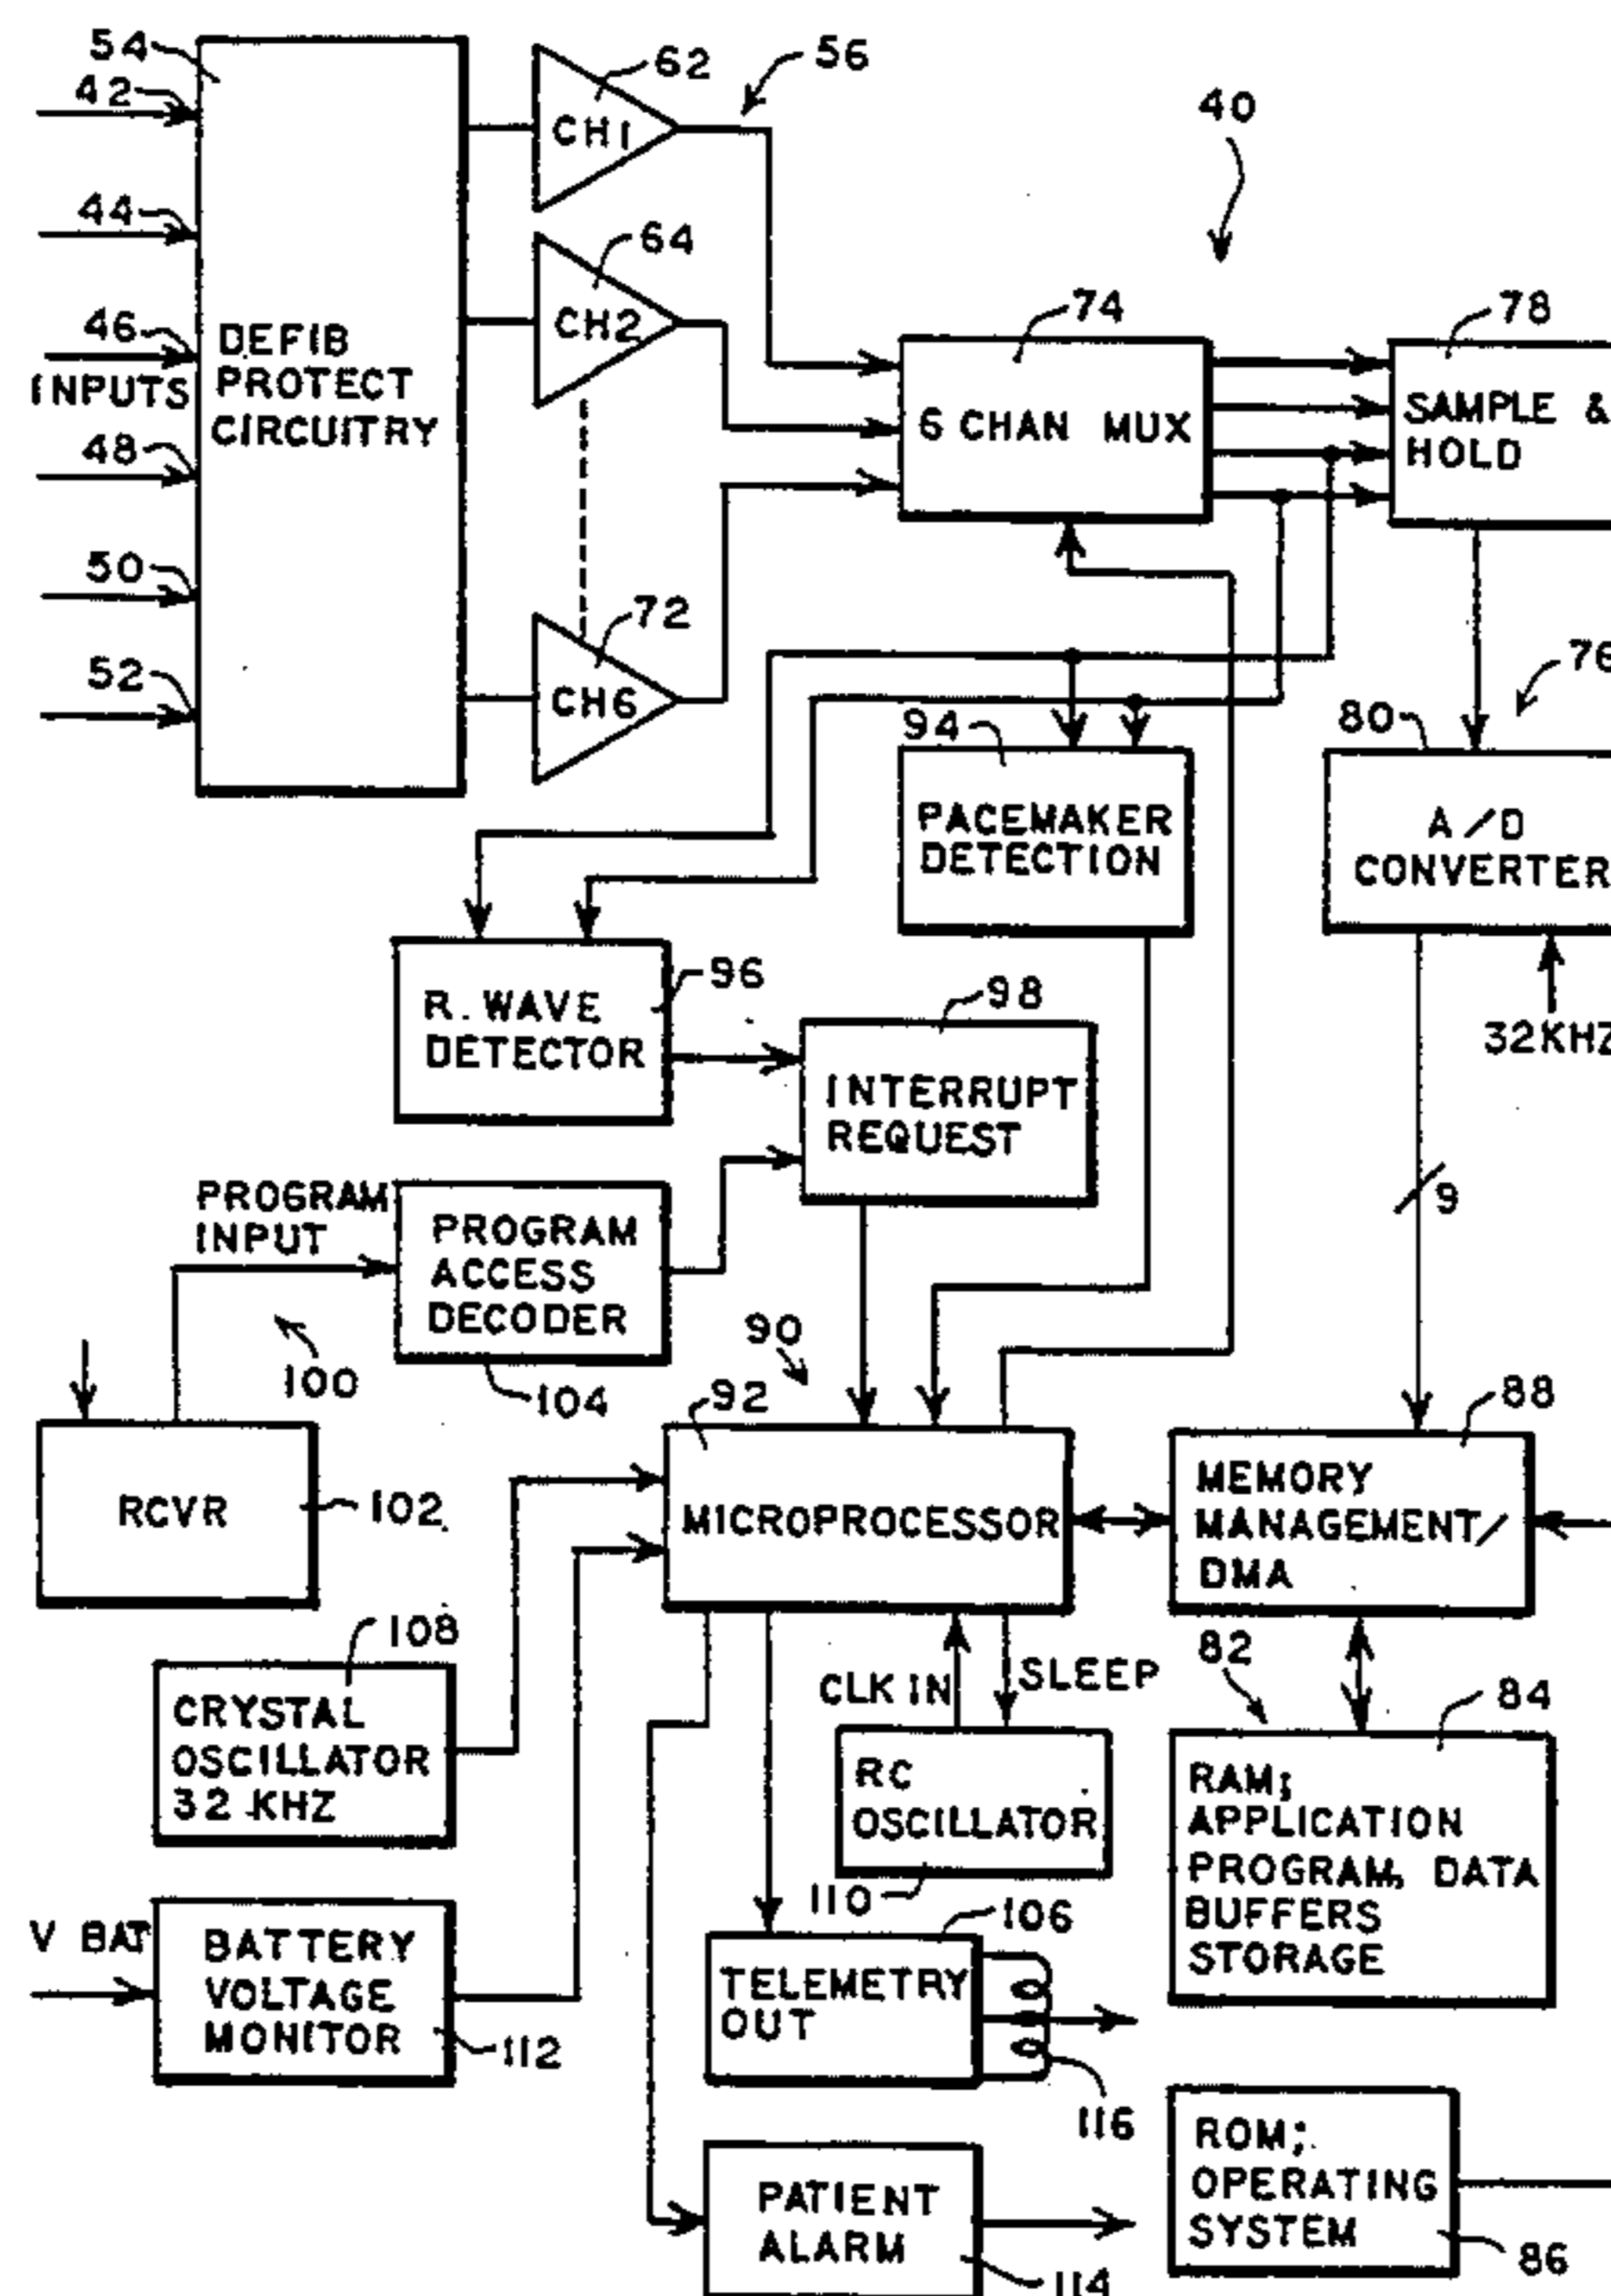 54
42
44
46
INPUTS
48
50
52
DEFIB
PROTECT
CIRCUITRY
62
CH1
56
64
CH2
72
CH6
40
74
6 CHAN MUX
78
SAMPLE &
HOLD
76
80
A/D
CONVERTER
32KHZ
94
PACEMAKER
DETECTION
96
R. WAVE
DETECTOR
98
INTERRUPT
REQUEST
9
PROGRAM
INPUT
100
PROGRAM
ACCESS
DECODER
104
90
92
MICROPROCESSOR
88
MEMORY
MANAGEMENT/
DMA
RCVR
102
108
CRYSTAL
OSCILLATOR
32 KHZ
CLK IN
SLEEP
RC
OSCILLATOR
110
82
84
RAM;
APPLICATION
PROGRAM, DATA
BUFFERS
STORAGE
V BAT
BATTERY
VOLTAGE
MONITOR
112
106
TELEMETRY
OUT
116
PATIENT
ALARM
114
ROM;
OPERATING
SYSTEM
86